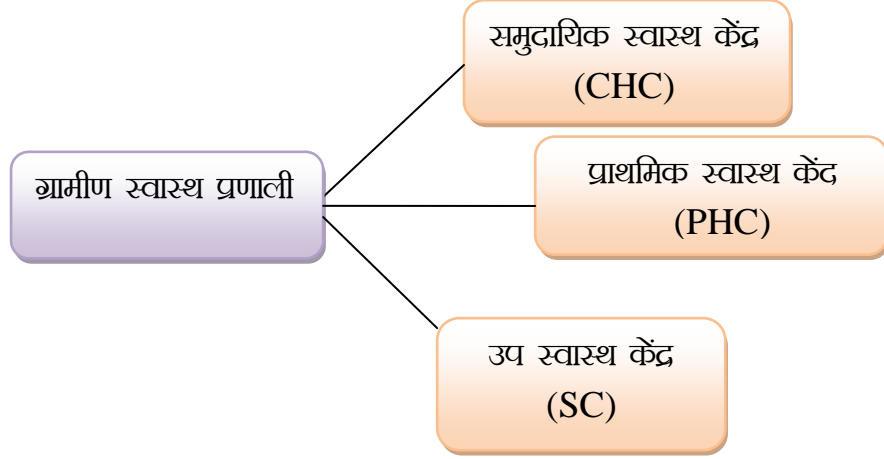 समुदायिक स्वास्थ केंद्र
(CHC)
ग्रामीण स्वास्थ प्रणाली
प्राथमिक स्वास्थ केंद
(PHC)
उप स्वास्थ केंद्र
(SC)